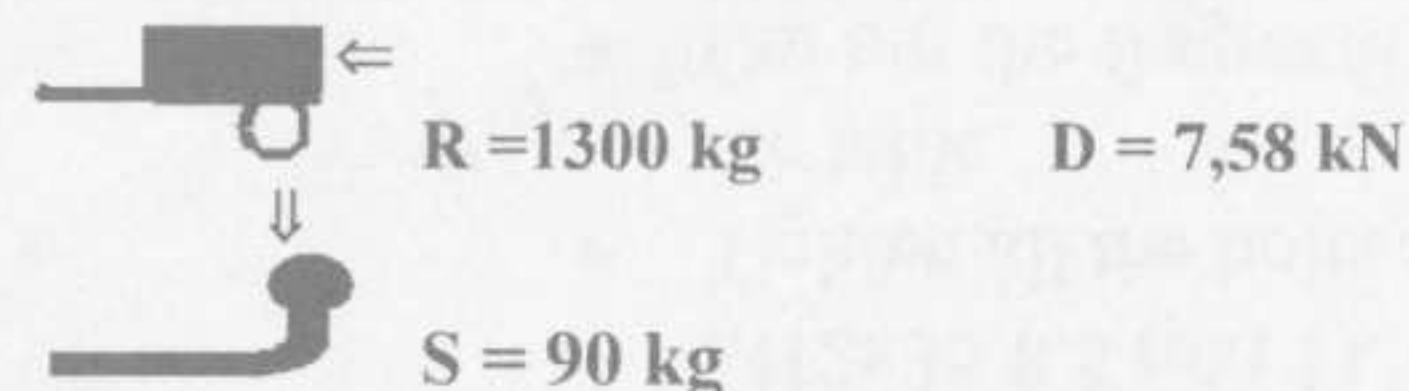 R =1300 kg D = 7,58 kN
S = 90 kg